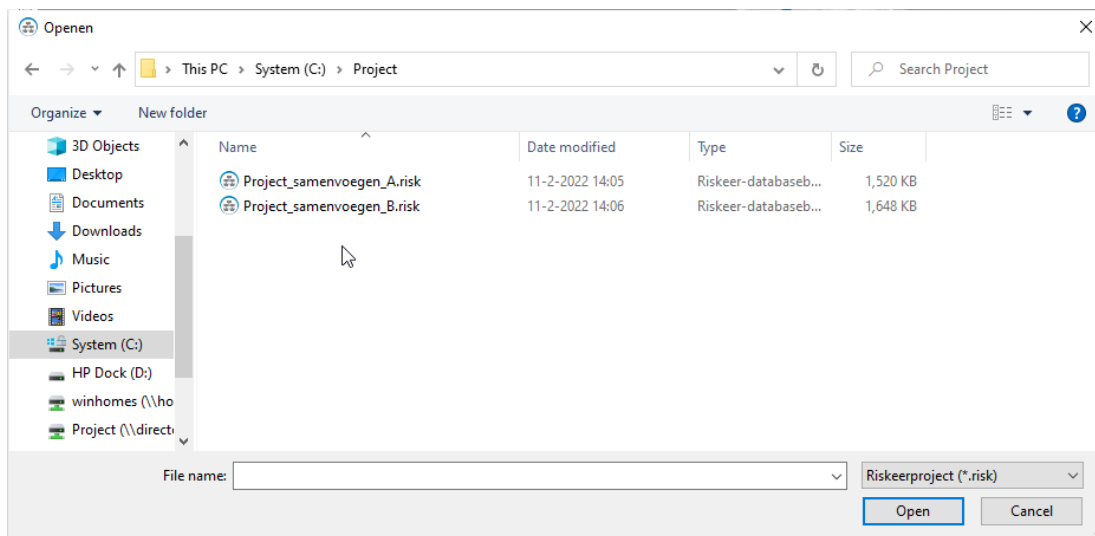 Openen
This PC › System (C:) › Project
Search Project
Organize
New folder
?
Name
Date modified
Type
Size
3D Objects
Desktop
Documents
Downloads
Music
Pictures
Videos
System (C:)
HP Dock (D:)
winhomes (\\ho
Project (\\direct
Project_samenvoegen_A.risk 11-2-2022 14:05 Riskeer-databaseb... 1,520 KB
Project_samenvoegen_B.risk 11-2-2022 14:06 Riskeer-databaseb... 1,648 KB
File name:
Riskeerproject (*.risk)
Open
Cancel